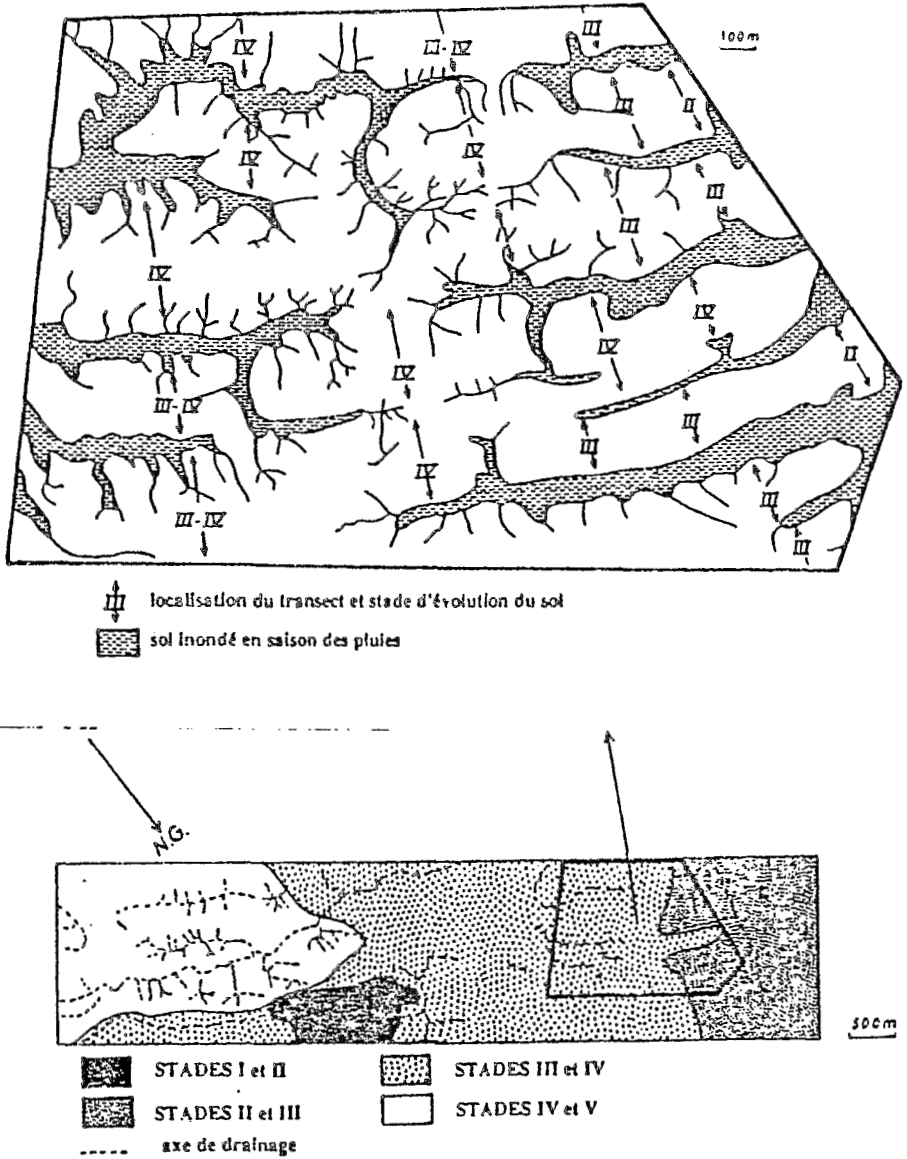 III
100m
IV
II-IV
III
II
IV
IV
III
III
IV
IV
IV
IV
II
III-IV
III
III
IV
III
III-IV
III
III localisation du transect et stade d'évolution du sol
sol inondé en saison des pluies
N.G.
500m
STADES I et II
STADES III et IV
STADES II et III
STADES IV et V
axe de drainage